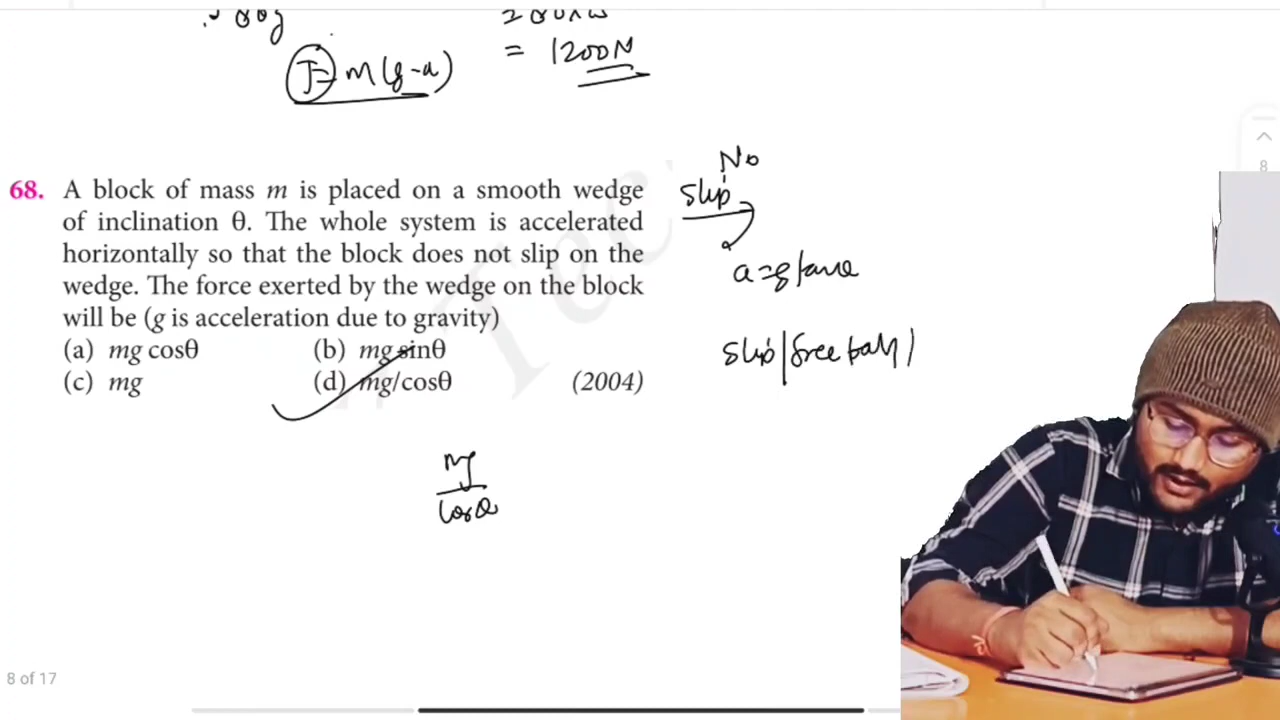 = 1200N
T = m(g-a)
68. A block of mass m is placed on a smooth wedge
of inclination θ. The whole system is accelerated
horizontally so that the block does not slip on the
wedge. The force exerted by the wedge on the block
will be (g is acceleration due to gravity)
(a) mg cosθ (b) mg sinθ
(c) mg (d) mg/cosθ (2004)
No
slip
a=g tanθ
slip/free fall/
mg
cosθ
8 of 17
8
Tec